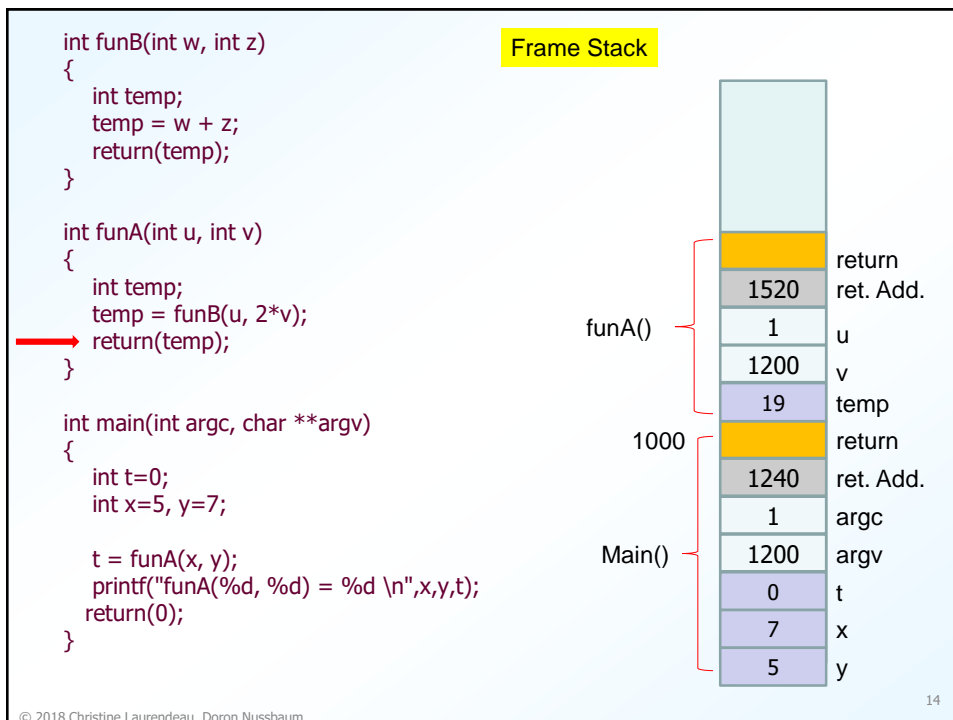 int funB(int w, int z)
{
int temp;
temp = w + z;
return(temp);
}
int funA(int u, int v)
{
int temp;
temp = funB(u, 2*v);
return(temp);
}
int main(int argc, char **argv)
{
int t=0;
int x=5, y=7;
t = funA(x, y);
printf("funA(%d, %d) = %d \n",x,y,t);
return(0);
}
Frame Stack
return
1520 ret. Add.
funA()
1 u
1200 v
19 temp
1000 return
1240 ret. Add.
1 argc
Main() 1200 argv
0 t
7 x
5 y
© 2018 Christine Laurendeau, Doron Nussbaum
14